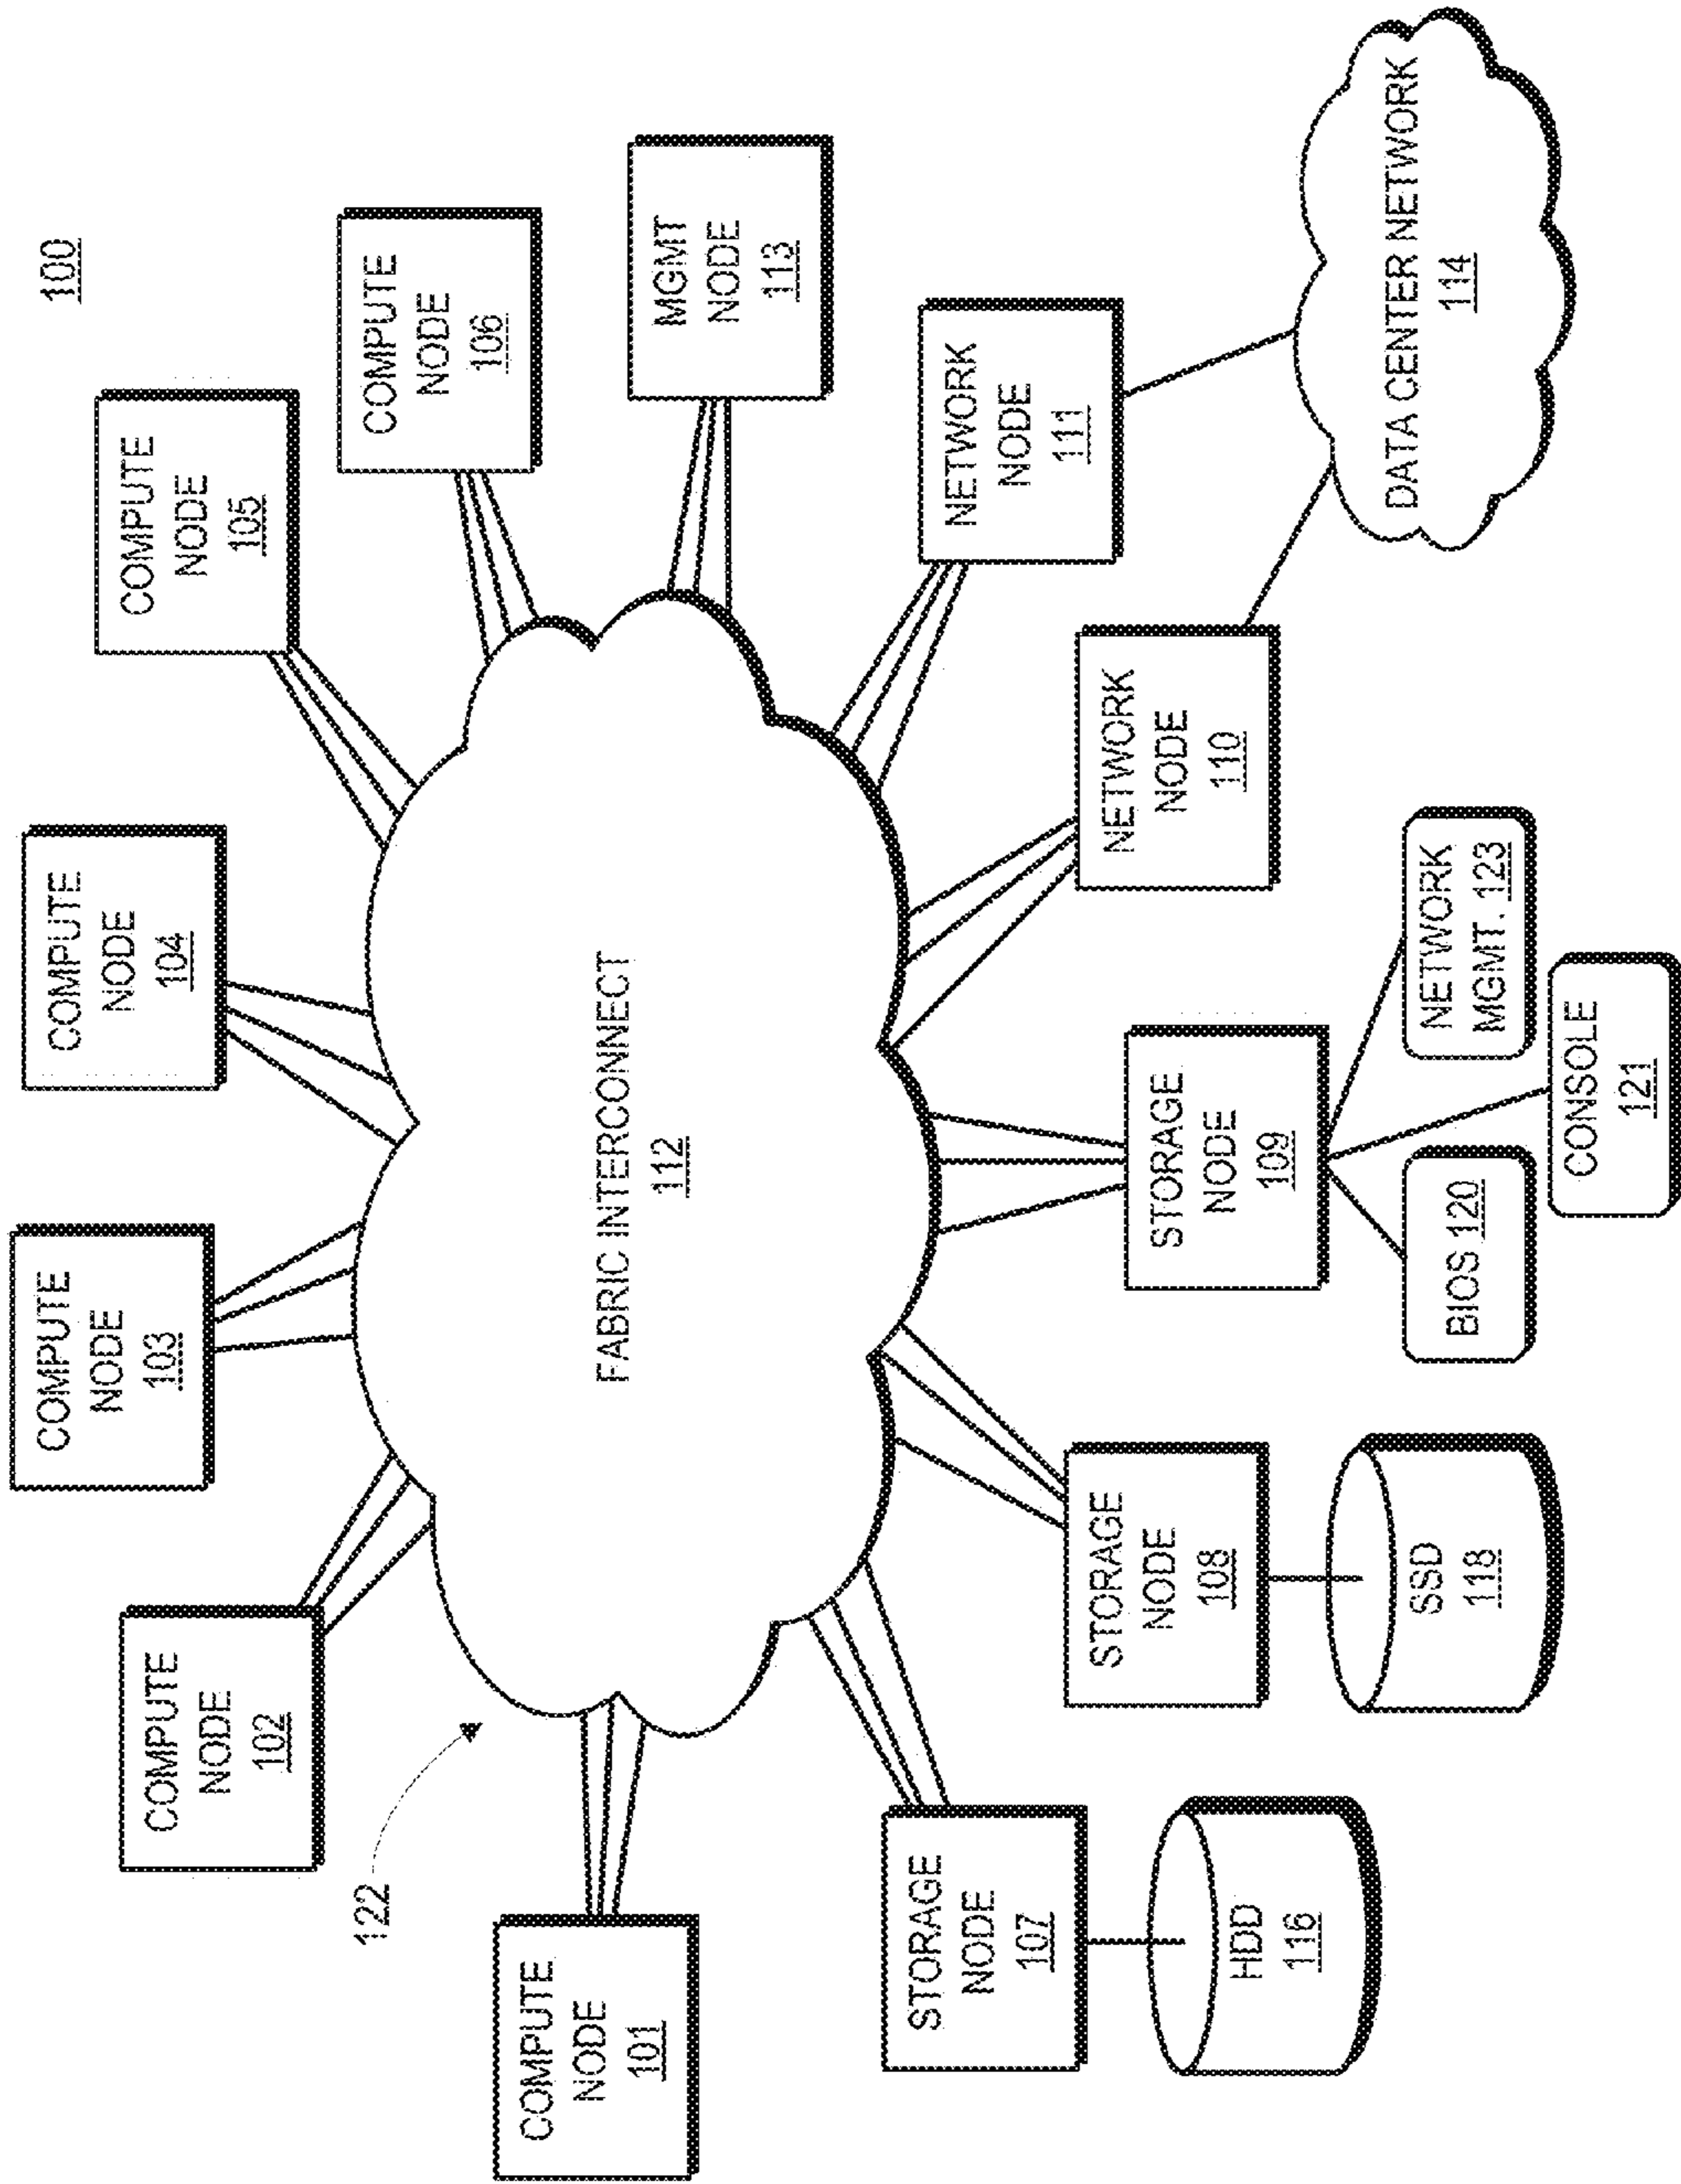 100
COMPUTE
NODE
102
COMPUTE
NODE
103
COMPUTE
NODE
104
COMPUTE
NODE
105
COMPUTE
NODE
106
122
COMPUTE
NODE
101
FABRIC INTERCONNECT
112
MGMT
NODE
113
STORAGE
NODE
107
HDD
116
STORAGE
NODE
108
SSD
118
STORAGE
NODE
109
BIOS 120
CONSOLE
121
NETWORK
MGMT. 123
NETWORK
NODE
110
NETWORK
NODE
111
DATA CENTER NETWORK
114